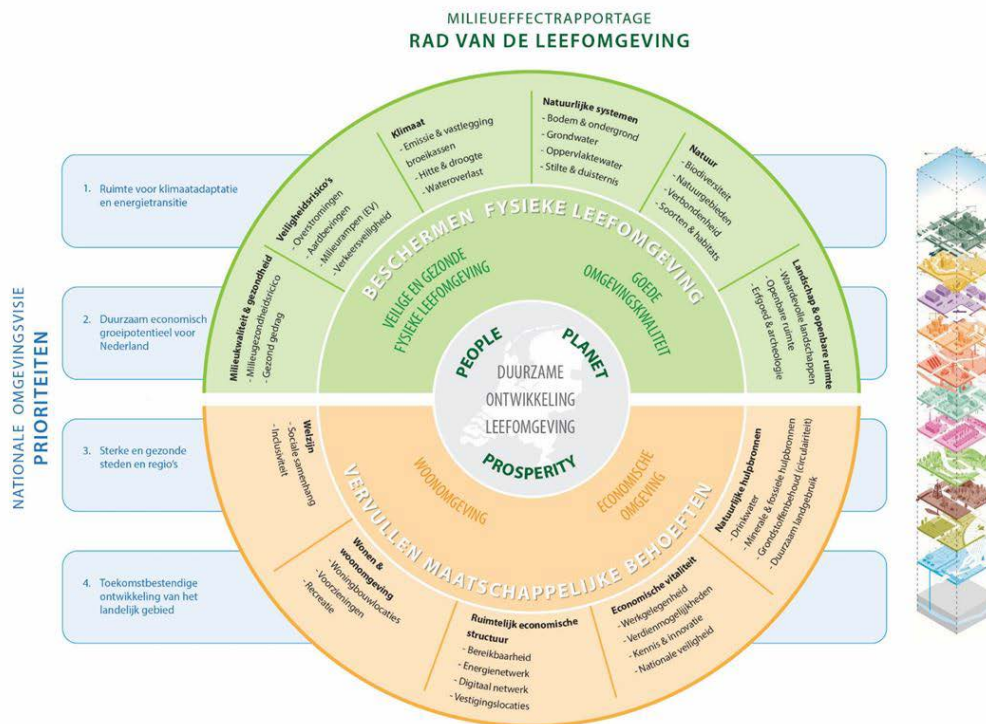 MILIEUEFFECTRAPPORTAGE
RAD VAN DE LEEFOMGEVING
NATIONALE OMGEVINGSVISIE
PRIORITEITEN
1. Ruimte voor klimaatadaptatie
en energietransitie
2. Duurzaam economisch
groeipotentieel voor
Nederland
3. Sterke en gezonde
steden en regio's
4. Toekomstbestendige
ontwikkeling van het
landelijk gebied
Milieukwaliteit & gezondheid
- Milieugezondheidsricico
- Gezond gedrag
Veiligheidsrisico's
- Overstromingen
- Aardbevingen
- Milieurampen (EV)
- Verkeersveiligheid
Klimaat
- Emissie & vastlegging
broeikassen
- Hitte & droogte
- Wateroverlast
Natuurlijke systemen
- Bodem & ondergrond
- Grondwater
- Oppervlaktewater
- Stilte & duisternis
Natuur
- Biodiversiteit
- Natuurgebieden
- Verbondenheid
- Soorten & habitats
Landschap & openbare ruimte
- Waardevolle landschappen
- Openbare ruimte
- Erfgoed & archeologie
BESCHERMEN FYSIEKE LEEFOMGEVING
VEILIGE EN GEZONDE
FYSIEKE LEEFOMGEVING
GOEDE
OMGEVINGSKWALITEIT
PEOPLE
PLANET
DUURZAME
ONTWIKKELING
LEEFOMGEVING
PROSPERITY
WOONOMGEVING
ECONOMISCHE
OMGEVING
VERVULLEN MAATSCHAPPELIJKE BEHOEFTEN
Welzijn
- Sociale samenhang
- Inclusiviteit
Wonen &
woonomgeving
- Woningbouwlocaties
- Voorzieningen
- Recreatie
Ruimtelijk economische
structuur
- Bereikbaarheid
- Energienetwerk
- Digitaal netwerk
- Vestigingslocaties
Economische vitaliteit
- Werkgelegenheid
- Verdienmogelijkheden
- Kennis & innovatie
- Nationale veiligheid
Natuurlijke hulpbronnen
- Drinkwater
- Minerale & fossiele hulpbronnen
- Grondstoffenbehoud (circulairiteit)
- Duurzaam landgebruik